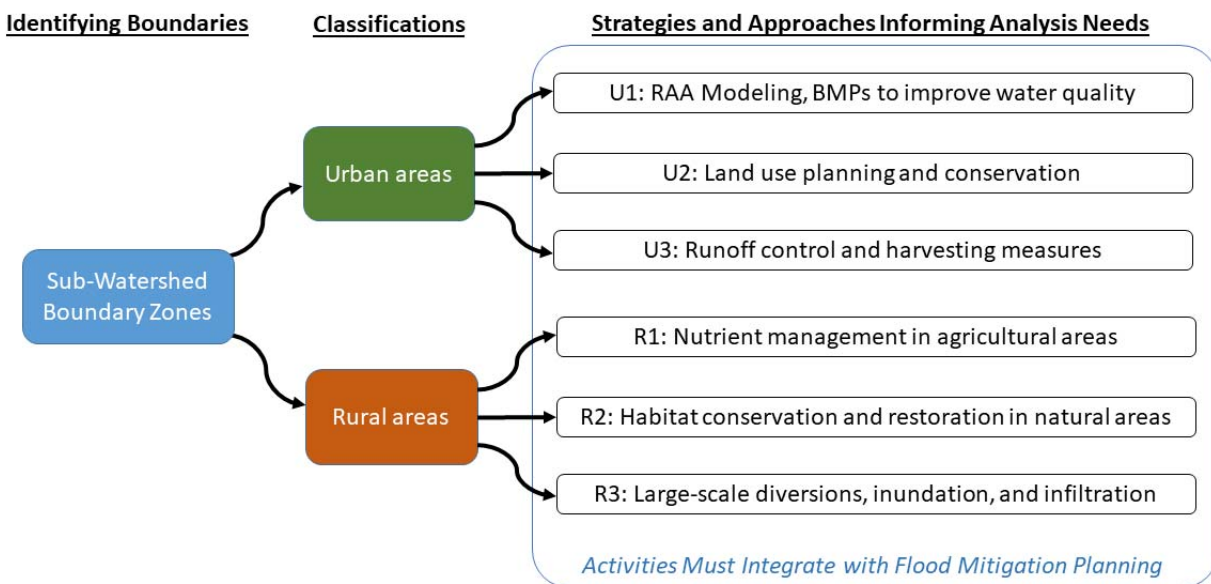 Identifying Boundaries
Classifications
Strategies and Approaches Informing Analysis Needs
Sub-Watershed
Boundary Zones
Urban areas
Rural areas
U1: RAA Modeling, BMPs to improve water quality
U2: Land use planning and conservation
U3: Runoff control and harvesting measures
R1: Nutrient management in agricultural areas
R2: Habitat conservation and restoration in natural areas
R3: Large-scale diversions, inundation, and infiltration
Activities Must Integrate with Flood Mitigation Planning